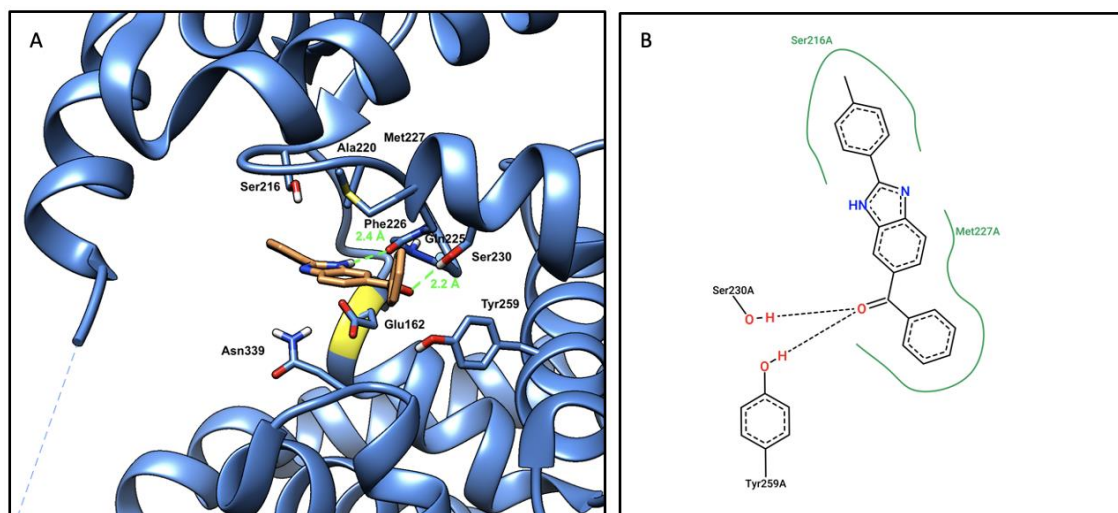 A
Met227
Ala220
Ser216
Phe226
2.4 Å
Gln225
Ser230
2.2 Å
Tyr259
Glu162
Asn339
B
Ser216A
N
HN
Met227A
Ser230A
O H
O
H
O
Tyr259A